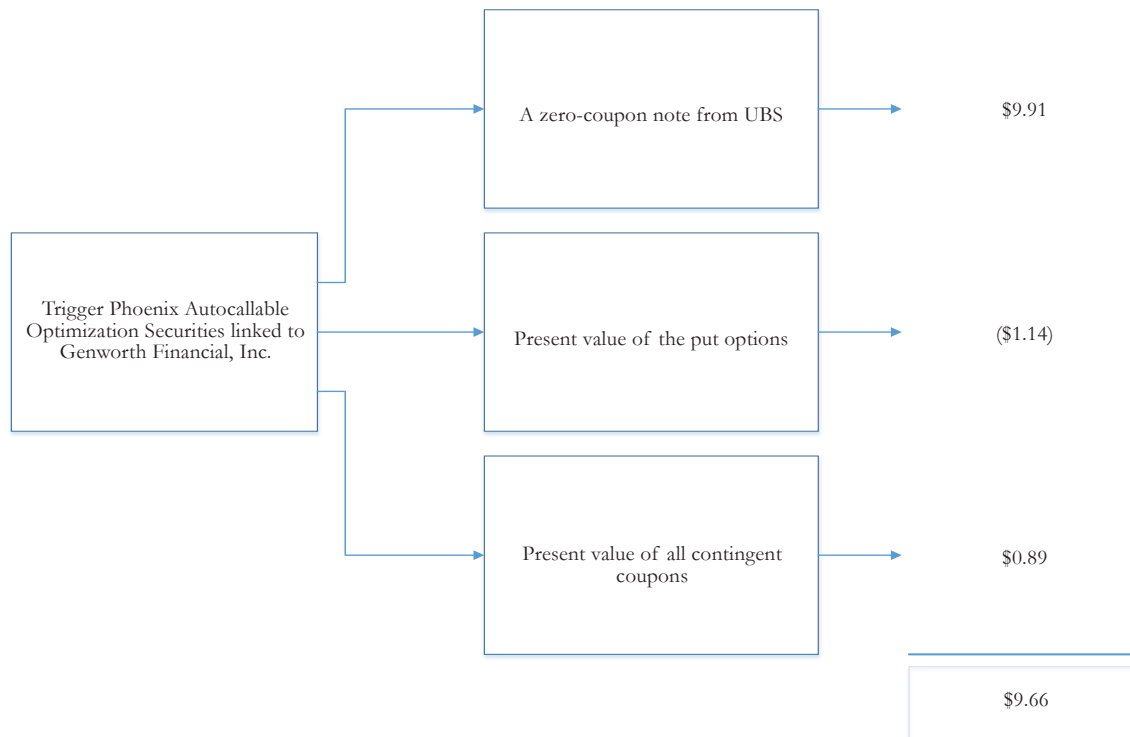 A zero-coupon note from UBS
$9.91
Trigger Phoenix Autocallable
Optimization Securities linked to
Genworth Financial, Inc.
Present value of the put options
($1.14)
Present value of all contingent
coupons
$0.89
$9.66